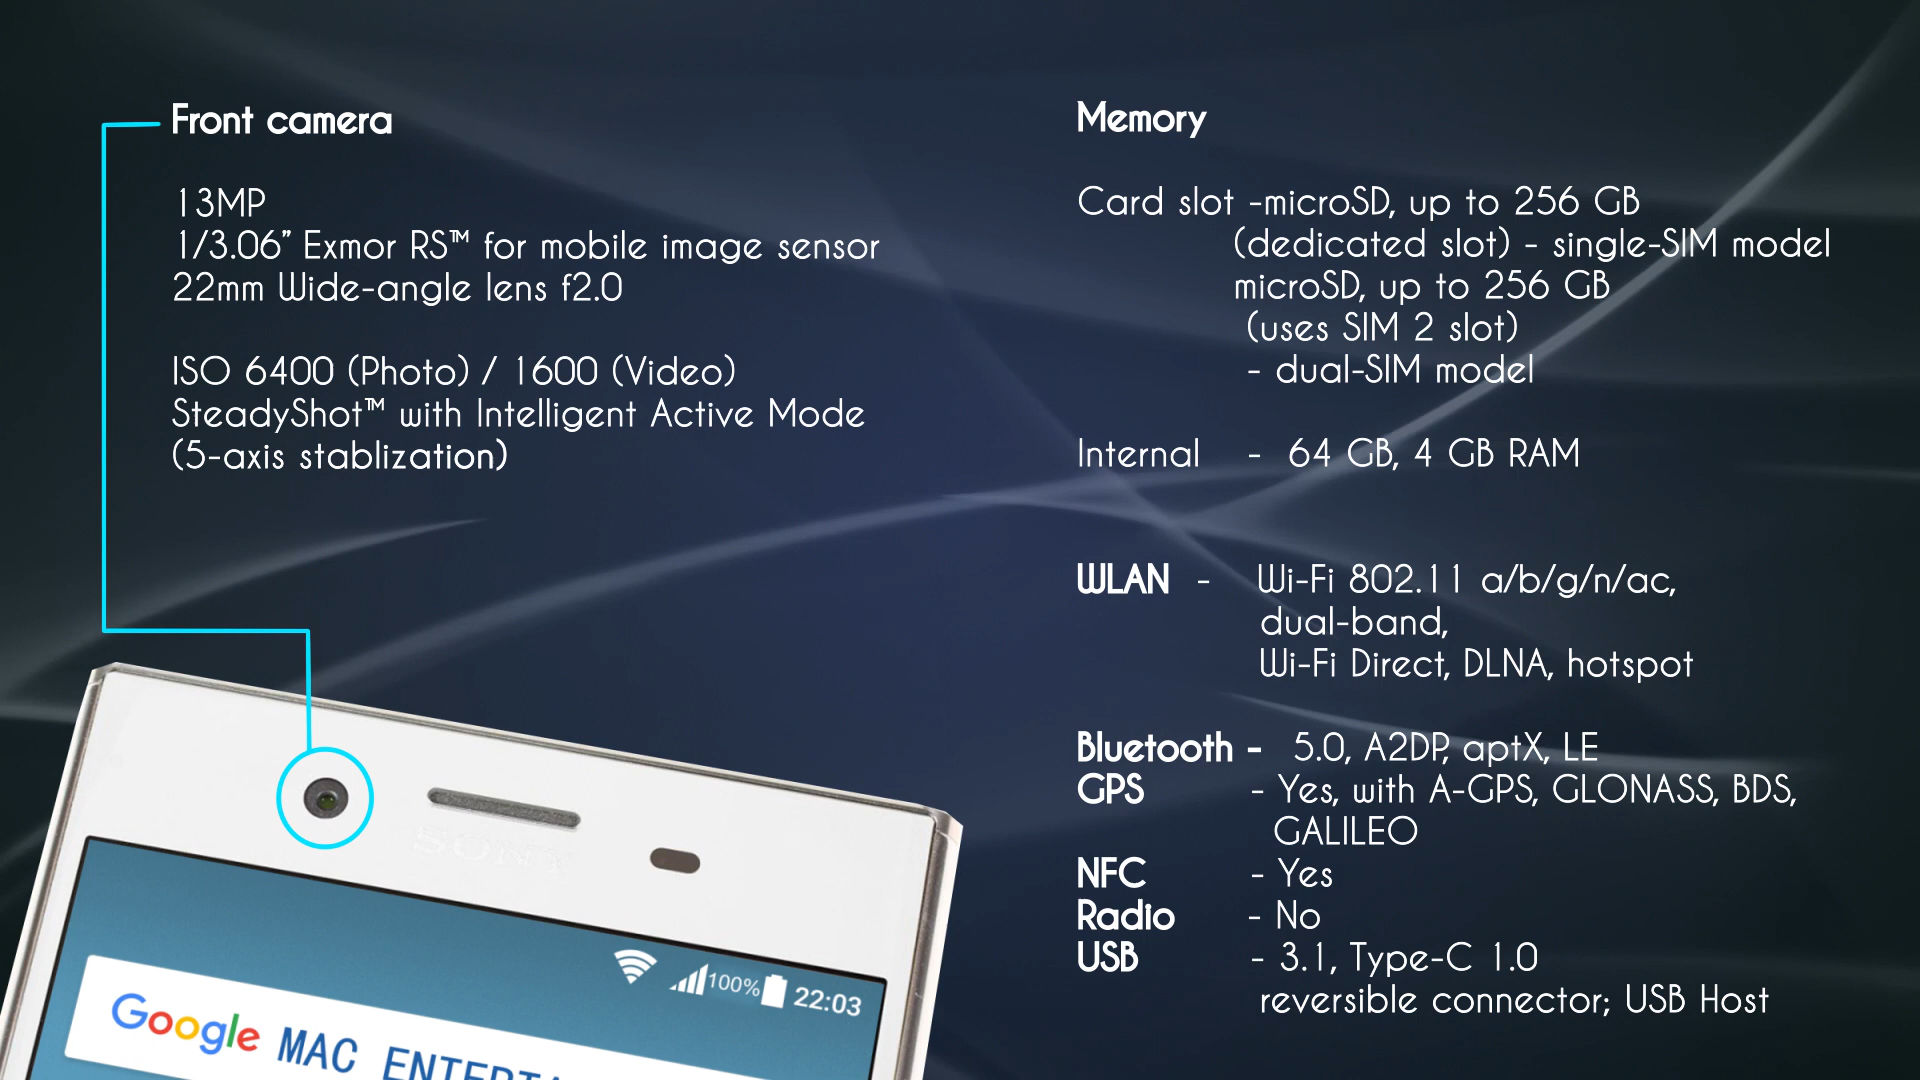 Front camera
13MP
1/3.06” Exmor RS™ for mobile image sensor
22mm Wide-angle lens f2.0
ISO 6400 (Photo) / 1600 (Video)
SteadyShot™ with Intelligent Active Mode
(5-axis stablization)
Memory
Card slot -microSD, up to 256 GB
(dedicated slot) - single-SIM model
microSD, up to 256 GB
(uses SIM 2 slot)
- dual-SIM model
Internal - 64 GB, 4 GB RAM
WLAN - Wi-Fi 802.11 a/b/g/n/ac,
dual-band,
Wi-Fi Direct, DLNA, hotspot
Bluetooth - 5.0, A2DP, aptX, LE
GPS - Yes, with A-GPS, GLONASS, BDS,
GALILEO
NFC - Yes
Radio - No
USB - 3.1, Type-C 1.0
reversible connector; USB Host
SONY
100% 22:03
Google MAC